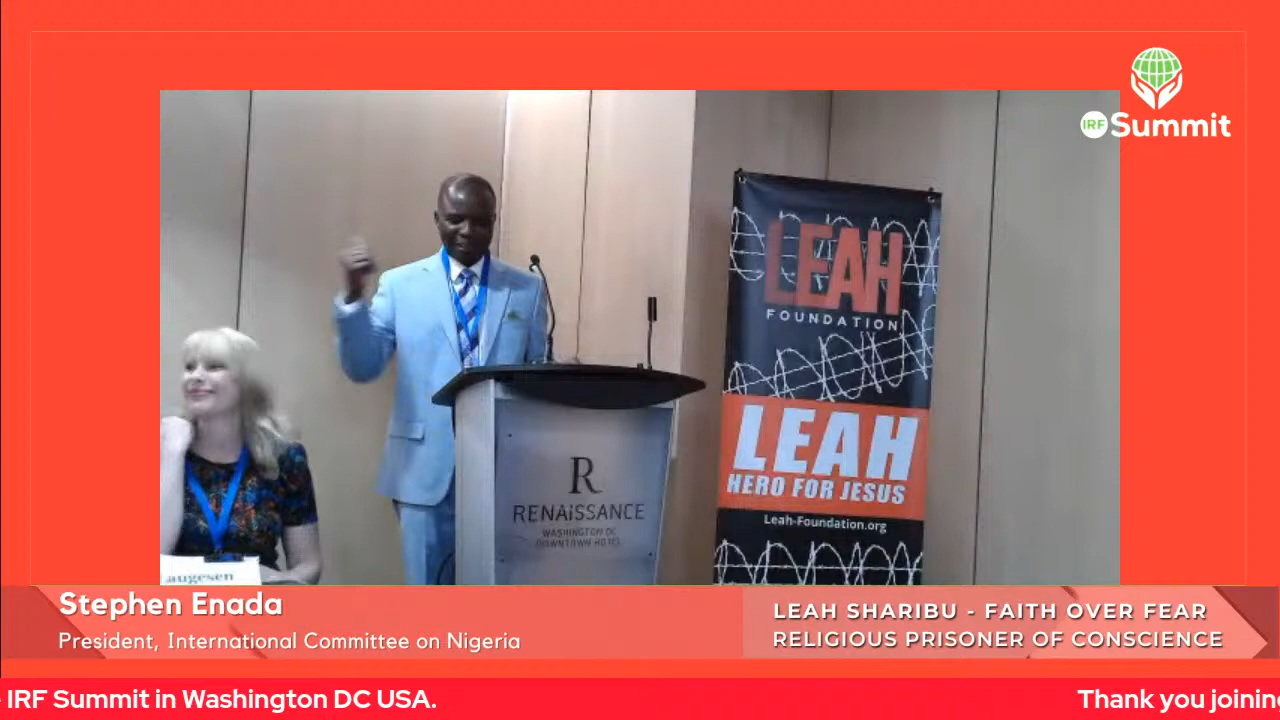 IRF Summit
LEAH
FOUNDATION
LEAH
HERO FOR JESUS
Leah-Foundation.org
R
RENAISSANCE
WASHINGTON DC
DOWNTOWN HOTEL
augesen
Stephen Enada
President, International Committee on Nigeria
LEAH SHARIBU - FAITH OVER FEAR
RELIGIOUS PRISONER OF CONSCIENCE
IRF Summit in Washington DC USA.
Thank you joining